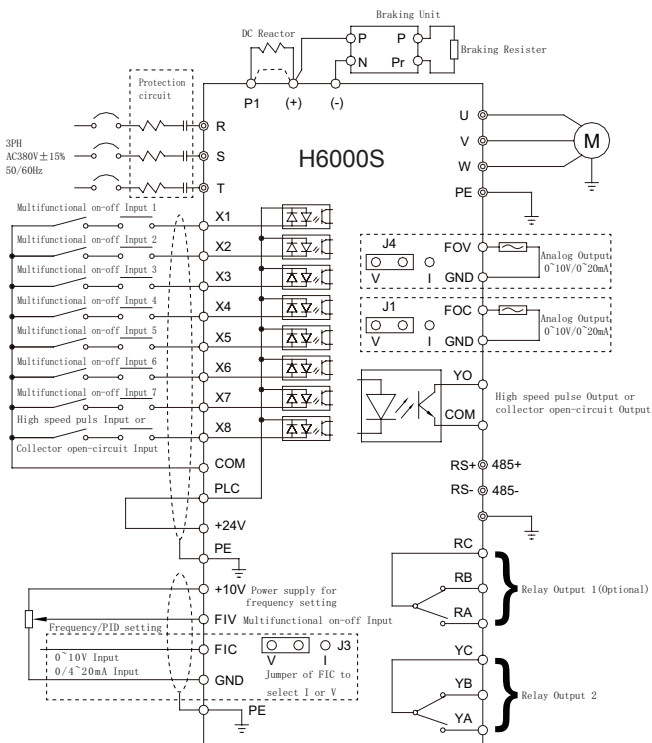 Braking Unit
DC Reactor
P P
N Pr
Braking Resister
Protection
circuit
P1 (+) (-)
3PH
AC380V±15%
50/60Hz
R
S
T
H6000S
U
V
W
PE
M
Multifunctional on-off Input 1
X1
Multifunctional on-off Input 2
X2
Multifunctional on-off Input 3
X3
Multifunctional on-off Input 4
X4
Multifunctional on-off Input 5
X5
Multifunctional on-off Input 6
X6
Multifunctional on-off Input 7
X7
High speed puls Input or
X8
Collector open-circuit Input
COM
PLC
+24V
PE
J4
V I
FOV
GND
Analog Output
0~10V/0~20mA
J1
V I
FOC
GND
Analog Output
0~10V/0~20mA
YO
COM
High speed pulse Output or
collector open-circuit Output
RS+ 485+
RS- 485-
RC
RB
RA
Relay Output 1(Optional)
YC
YB
YA
Relay Output 2
+10V Power supply for
frequency setting
FIV Multifunctional on-off Input
Frequency/PID setting
FIC
0~10V Input
0/4~20mA Input
J3
V I
Jumper of FIC to
select I or V
GND
PE